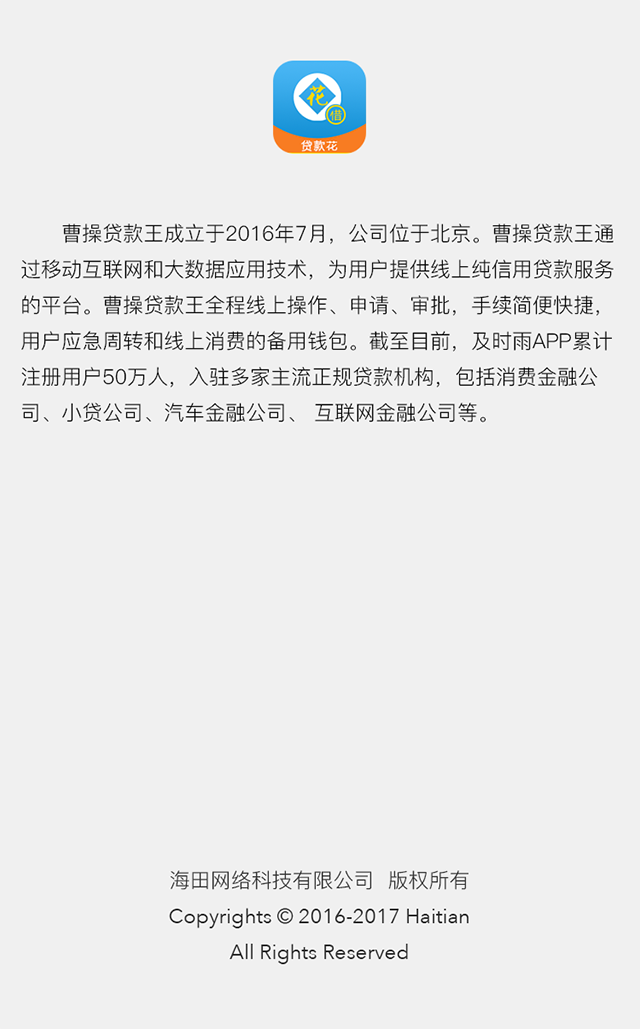 花
借
贷款花
曹操贷款王成立于2016年7月，公司位于北京。曹操贷款王通
过移动互联网和大数据应用技术，为用户提供线上纯信用贷款服务
的平台。曹操贷款王全程线上操作、申请、审批，手续简便快捷，
用户应急周转和线上消费的备用钱包。截至目前，及时雨APP累计
注册用户50万人，入驻多家主流正规贷款机构，包括消费金融公
司、小贷公司、汽车金融公司、 互联网金融公司等。
海田网络科技有限公司 版权所有
Copyrights © 2016-2017 Haitian
All Rights Reserved